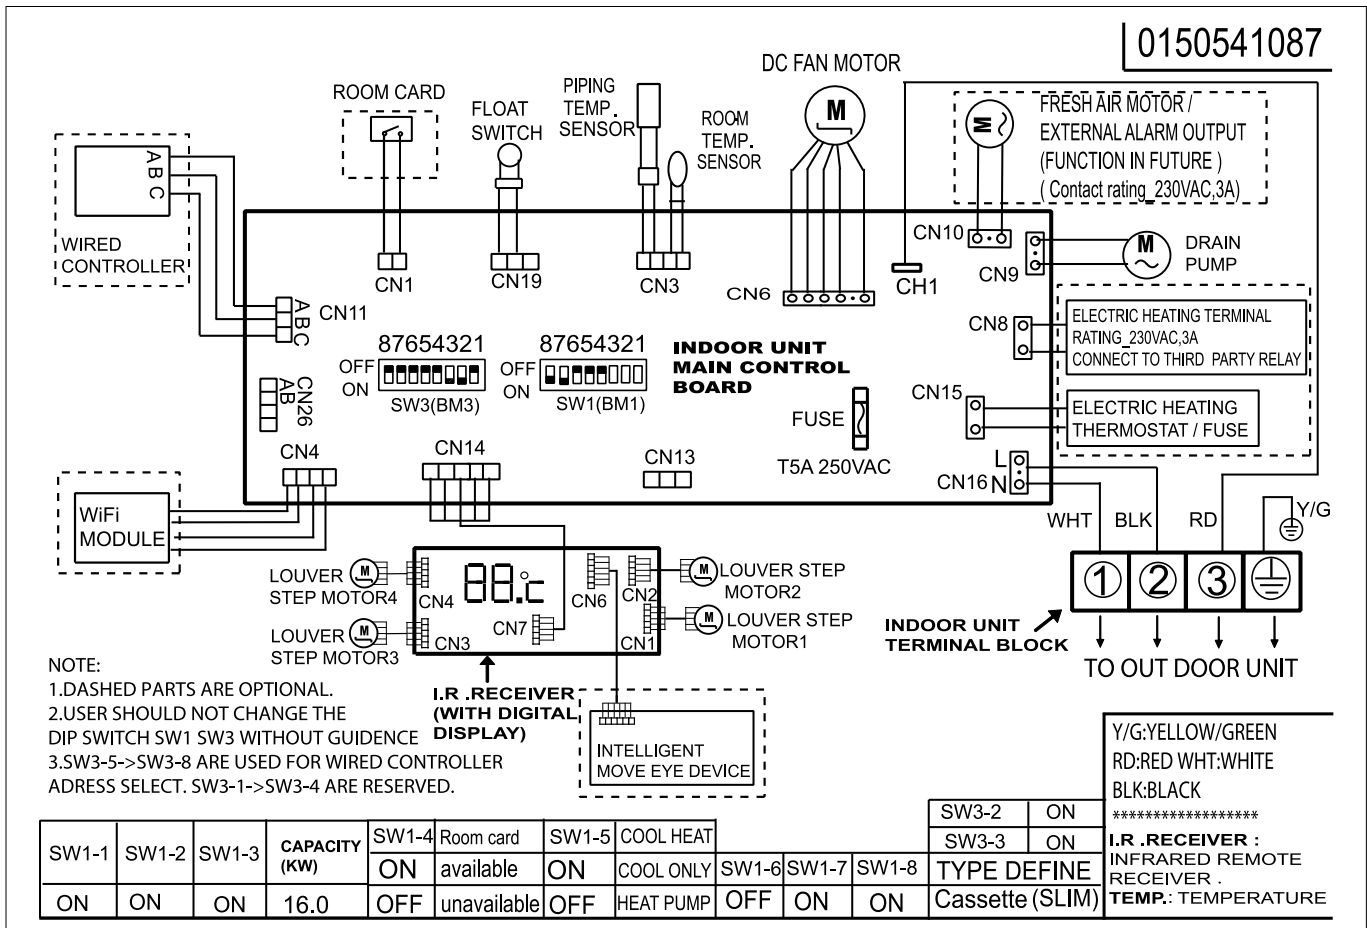 0150541087
DC FAN MOTOR
ROOM CARD
FLOAT
SWITCH
PIPING
TEMP.
SENSOR
ROOM
TEMP.
SENSOR
M
M
FRESH AIR MOTOR /
EXTERNAL ALARM OUTPUT
(FUNCTION IN FUTURE )
( Contact rating_230VAC,3A)
A B C
WIRED
CONTROLLER
CN10
CN9
M
DRAIN
PUMP
CN1
CN19
CN3
CN6
CH1
CN11
A B C
CN8
ELECTRIC HEATING TERMINAL
RATING_230VAC,3A
CONNECT TO THIRD PARTY RELAY
87654321
OFF
ON
SW3(BM3)
87654321
OFF
ON
SW1(BM1)
INDOOR UNIT
MAIN CONTROL
BOARD
CN26
AB
FUSE
T5A 250VAC
CN15
ELECTRIC HEATING
THERMOSTAT / FUSE
CN4
CN14
CN13
CN16
L
N
WiFi
MODULE
WHT
BLK
RD
Y/G
1
2
3
LOUVER
STEP MOTOR4
M
CN4
88.°c
CN6
CN2
M
LOUVER STEP
MOTOR2
LOUVER
STEP MOTOR3
M
CN3
CN7
CN1
M
LOUVER STEP
MOTOR1
INDOOR UNIT
TERMINAL BLOCK
TO OUT DOOR UNIT
I.R .RECEIVER
(WITH DIGITAL
DISPLAY)
INTELLIGENT
MOVE EYE DEVICE
NOTE:
1.DASHED PARTS ARE OPTIONAL.
2.USER SHOULD NOT CHANGE THE
DIP SWITCH SW1 SW3 WITHOUT GUIDENCE
3.SW3-5->SW3-8 ARE USED FOR WIRED CONTROLLER
ADRESS SELECT. SW3-1->SW3-4 ARE RESERVED.
Y/G:YELLOW/GREEN
RD:RED WHT:WHITE
BLK:BLACK
******************
I.R .RECEIVER :
INFRARED REMOTE
RECEIVER .
TEMP.: TEMPERATURE
SW3-2 ON
SW3-3 ON
SW1-1 SW1-2 SW1-3 CAPACITY (KW) SW1-4 Room card SW1-5 COOL HEAT
ON available ON COOL ONLY SW1-6 SW1-7 SW1-8 TYPE DEFINE
ON ON ON 16.0 OFF unavailable OFF HEAT PUMP OFF ON ON Cassette (SLIM)